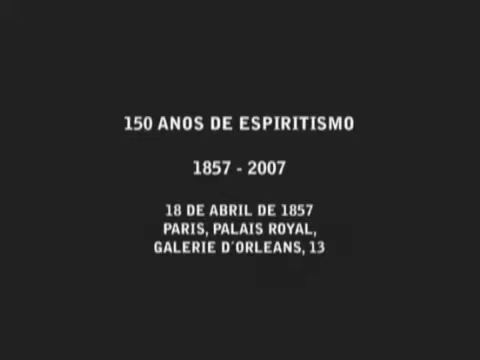 150 ANOS DE ESPIRITISMO
1857 - 2007
18 DE ABRIL DE 1857
PARIS, PALAIS ROYAL,
GALERIE D´ORLEANS, 13